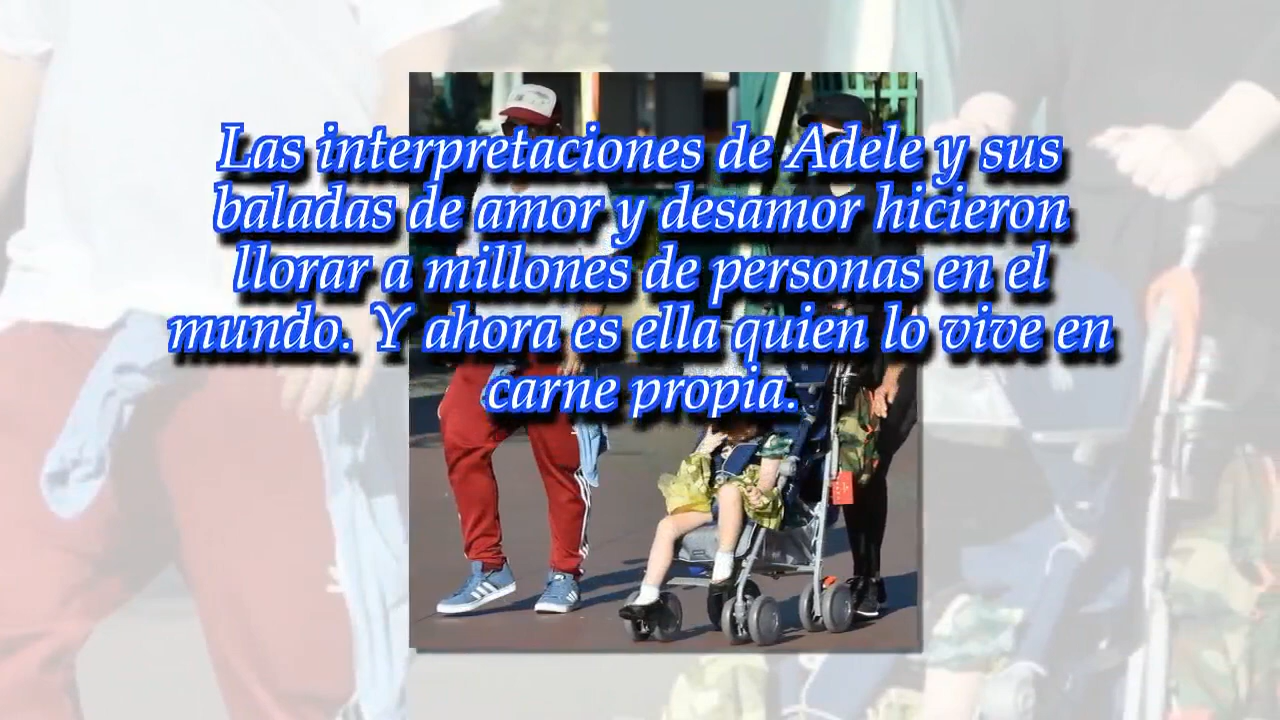 Las interpretaciones de Adele y sus
baladas de amor y desamor hicieron
llorar a millones de personas en el
mundo. Y ahora es ella quien lo vive en
carne propia.